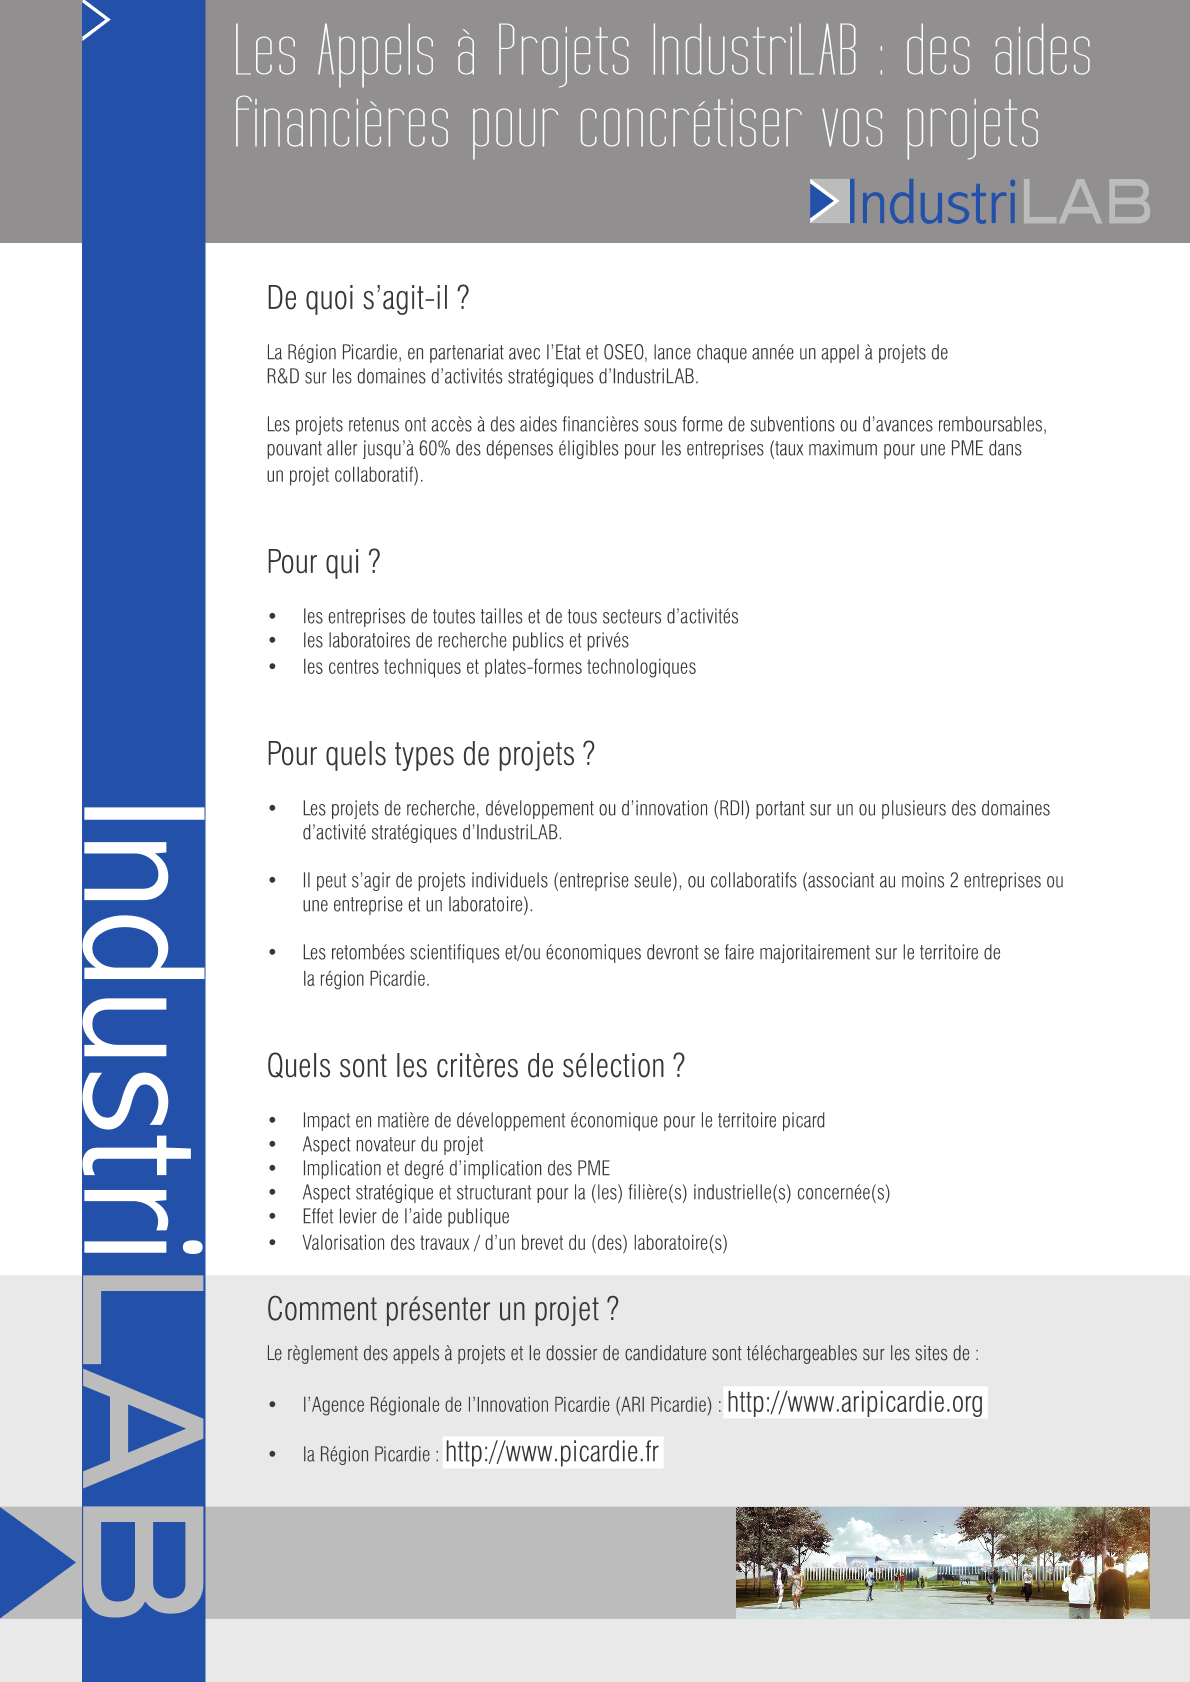 Les Appels à Projets IndustriLAB : des aides
financières pour concrétiser vos projets
IndustriLAB
De quoi s’agit-il ?
La Région Picardie, en partenariat avec l’Etat et OSEO, lance chaque année un appel à projets de
R&D sur les domaines d’activités stratégiques d’IndustriLAB.
Les projets retenus ont accès à des aides financières sous forme de subventions ou d’avances remboursables,
pouvant aller jusqu’à 60% des dépenses éligibles pour les entreprises (taux maximum pour une PME dans
un projet collaboratif).
Pour qui ?
• les entreprises de toutes tailles et de tous secteurs d’activités
• les laboratoires de recherche publics et privés
• les centres techniques et plates-formes technologiques
Pour quels types de projets ?
• Les projets de recherche, développement ou d’innovation (RDI) portant sur un ou plusieurs des domaines
d’activité stratégiques d’IndustriLAB.
• Il peut s’agir de projets individuels (entreprise seule), ou collaboratifs (associant au moins 2 entreprises ou
une entreprise et un laboratoire).
• Les retombées scientifiques et/ou économiques devront se faire majoritairement sur le territoire de
la région Picardie.
Quels sont les critères de sélection ?
• Impact en matière de développement économique pour le territoire picard
• Aspect novateur du projet
• Implication et degré d’implication des PME
• Aspect stratégique et structurant pour la (les) filière(s) industrielle(s) concernée(s)
• Effet levier de l’aide publique
• Valorisation des travaux / d’un brevet du (des) laboratoire(s)
Comment présenter un projet ?
Le règlement des appels à projets et le dossier de candidature sont téléchargeables sur les sites de :
• l’Agence Régionale de l’Innovation Picardie (ARI Picardie) : http://www.aripicardie.org
• la Région Picardie : http://www.picardie.fr
IndustriLAB